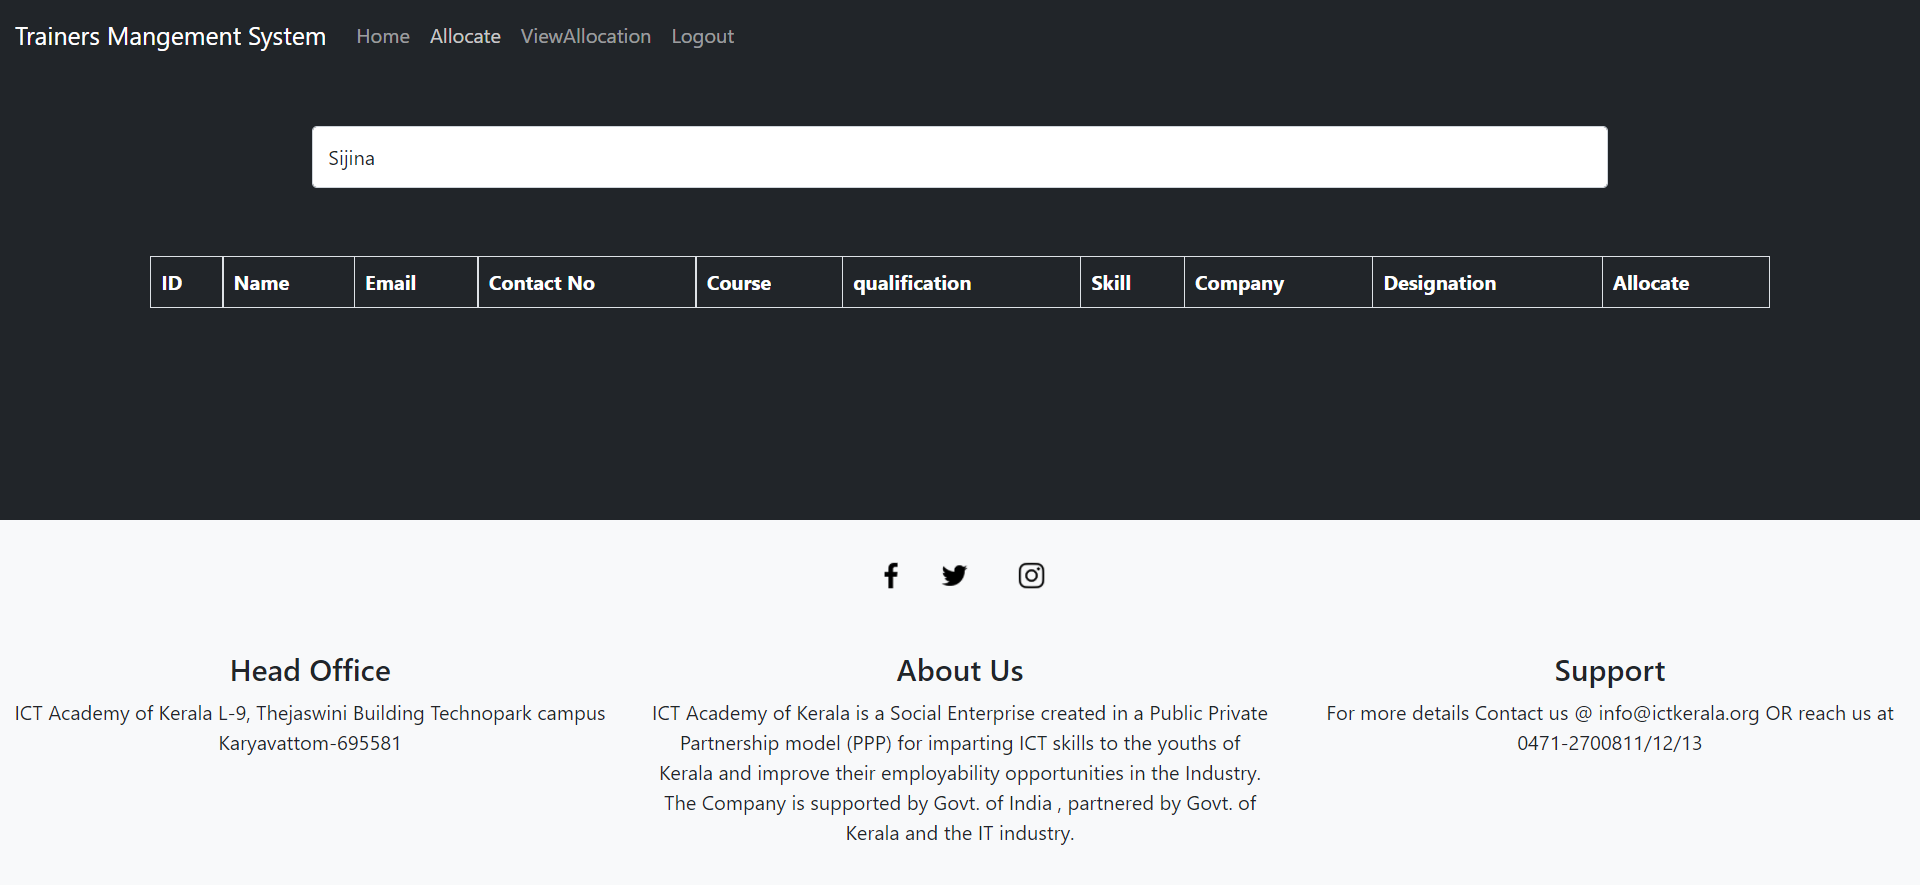 Trainers Mangement System Home Allocate ViewAllocation Logout
Sijina
ID Name Email Contact No Course qualification Skill Company Designation Allocate
Head Office
ICT Academy of Kerala L-9, Thejaswini Building Technopark campus
Karyavattom-695581
About Us
ICT Academy of Kerala is a Social Enterprise created in a Public Private
Partnership model (PPP) for imparting ICT skills to the youths of
Kerala and improve their employability opportunities in the Industry.
The Company is supported by Govt. of India , partnered by Govt. of
Kerala and the IT industry.
Support
For more details Contact us @ info@ictkerala.org OR reach us at
0471-2700811/12/13